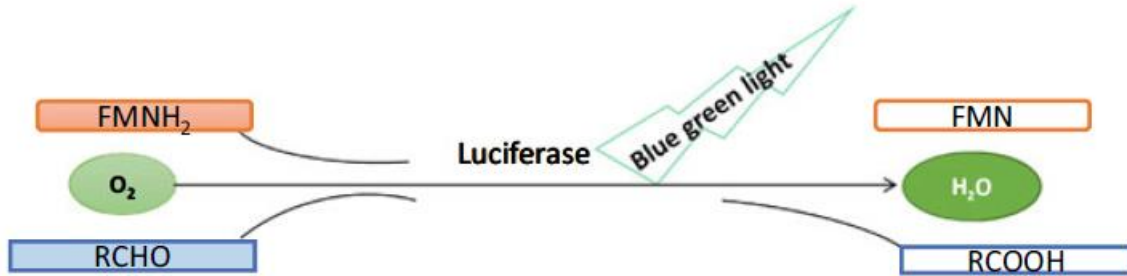 FMNH₂
O₂
RCHO
Luciferase
Blue green light
FMN
H₂O
RCOOH